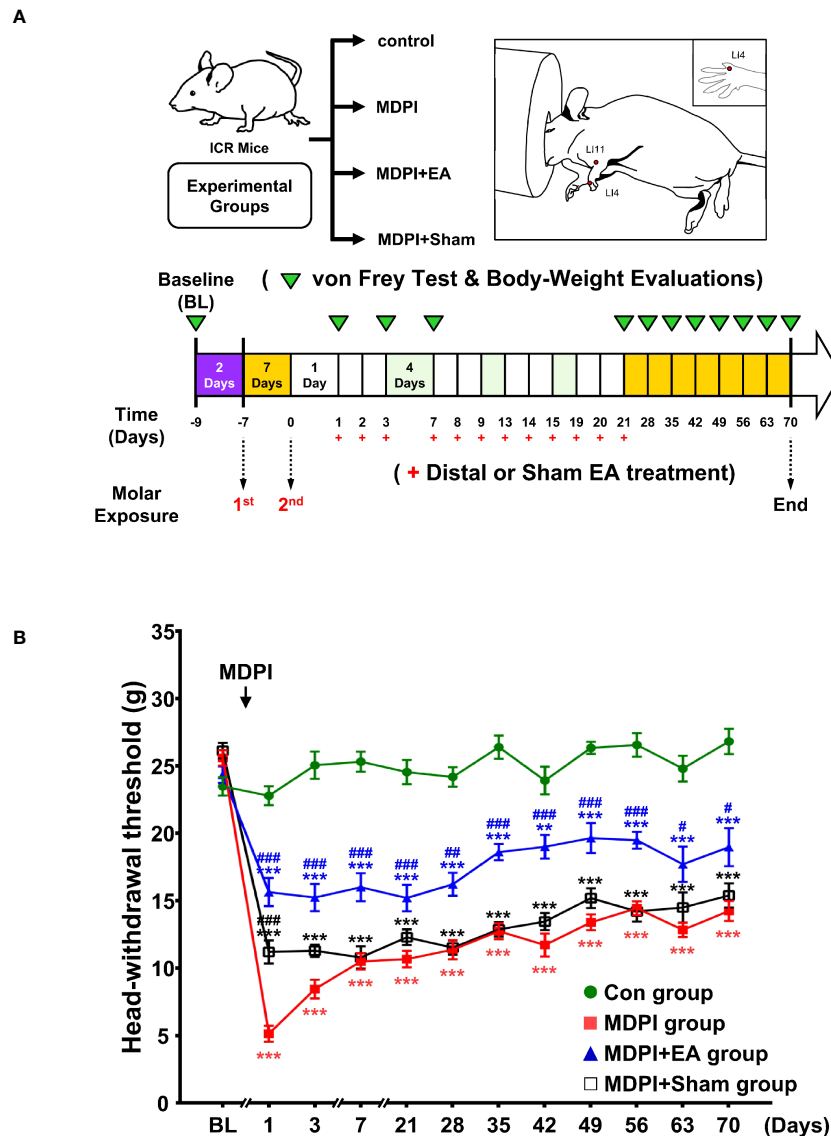 A
control
MDPI
MDPI+EA
MDPI+Sham
ICR Mice
Experimental
Groups
LI4
LI11
LI4
Baseline
(BL)
( von Frey Test & Body-Weight Evaluations)
2 Days
7 Days
1 Day
4 Days
Time
(Days)
-9 -7 0 1 2 3 7 8 9 13 14 15 19 20 21 28 35 42 49 56 63 70
+ + + + + + + + + + + +
( + Distal or Sham EA treatment)
Molar
Exposure
1st 2nd End
B
MDPI
Head-withdrawal threshold (g)
35
30
25
20
15
10
5
0
### ### ### ### ## ### ### ### ### # #
*** *** *** *** *** *** ** *** *** *** ***
###
*** *** *** *** *** *** *** *** *** *** ***
*** *** *** *** *** *** *** *** *** *** ***
Con group
MDPI group
MDPI+EA group
MDPI+Sham group
BL 1 3 7 21 28 35 42 49 56 63 70 (Days)